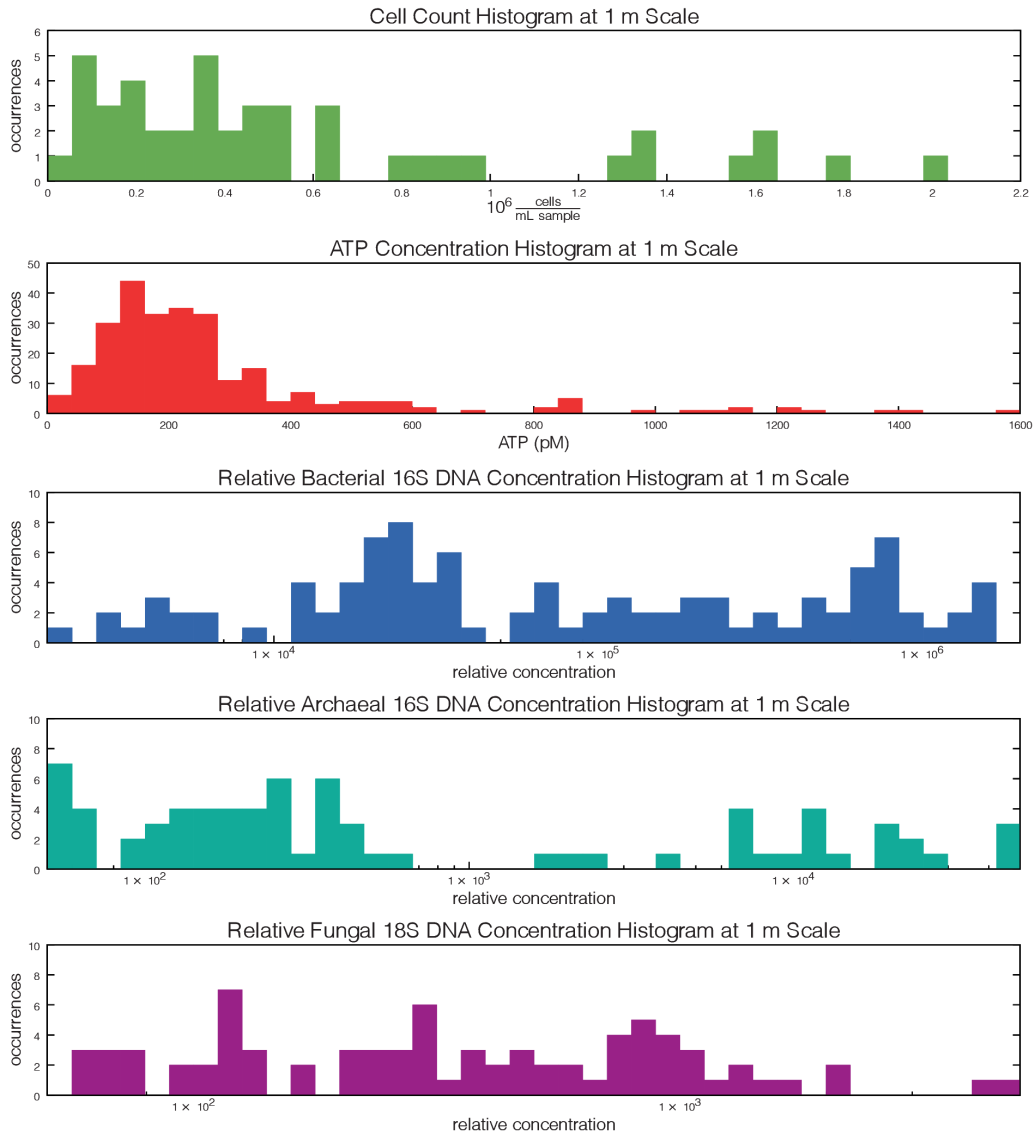 Cell Count Histogram at 1 m Scale
occurrences
6
5
4
3
2
1
0
0 0.2 0.4 0.6 0.8 1 1.2 1.4 1.6 1.8 2 2.2
10^6 cells
mL sample
ATP Concentration Histogram at 1 m Scale
occurrences
50
40
30
20
10
0
0 200 400 600 800 1000 1200 1400 1600
ATP (pM)
Relative Bacterial 16S DNA Concentration Histogram at 1 m Scale
occurrences
10
8
6
4
2
0
1 × 10^4 1 × 10^5 1 × 10^6
relative concentration
Relative Archaeal 16S DNA Concentration Histogram at 1 m Scale
occurrences
10
8
6
4
2
0
1 × 10^2 1 × 10^3 1 × 10^4
relative concentration
Relative Fungal 18S DNA Concentration Histogram at 1 m Scale
occurrences
10
8
6
4
2
0
1 × 10^2 1 × 10^3
relative concentration